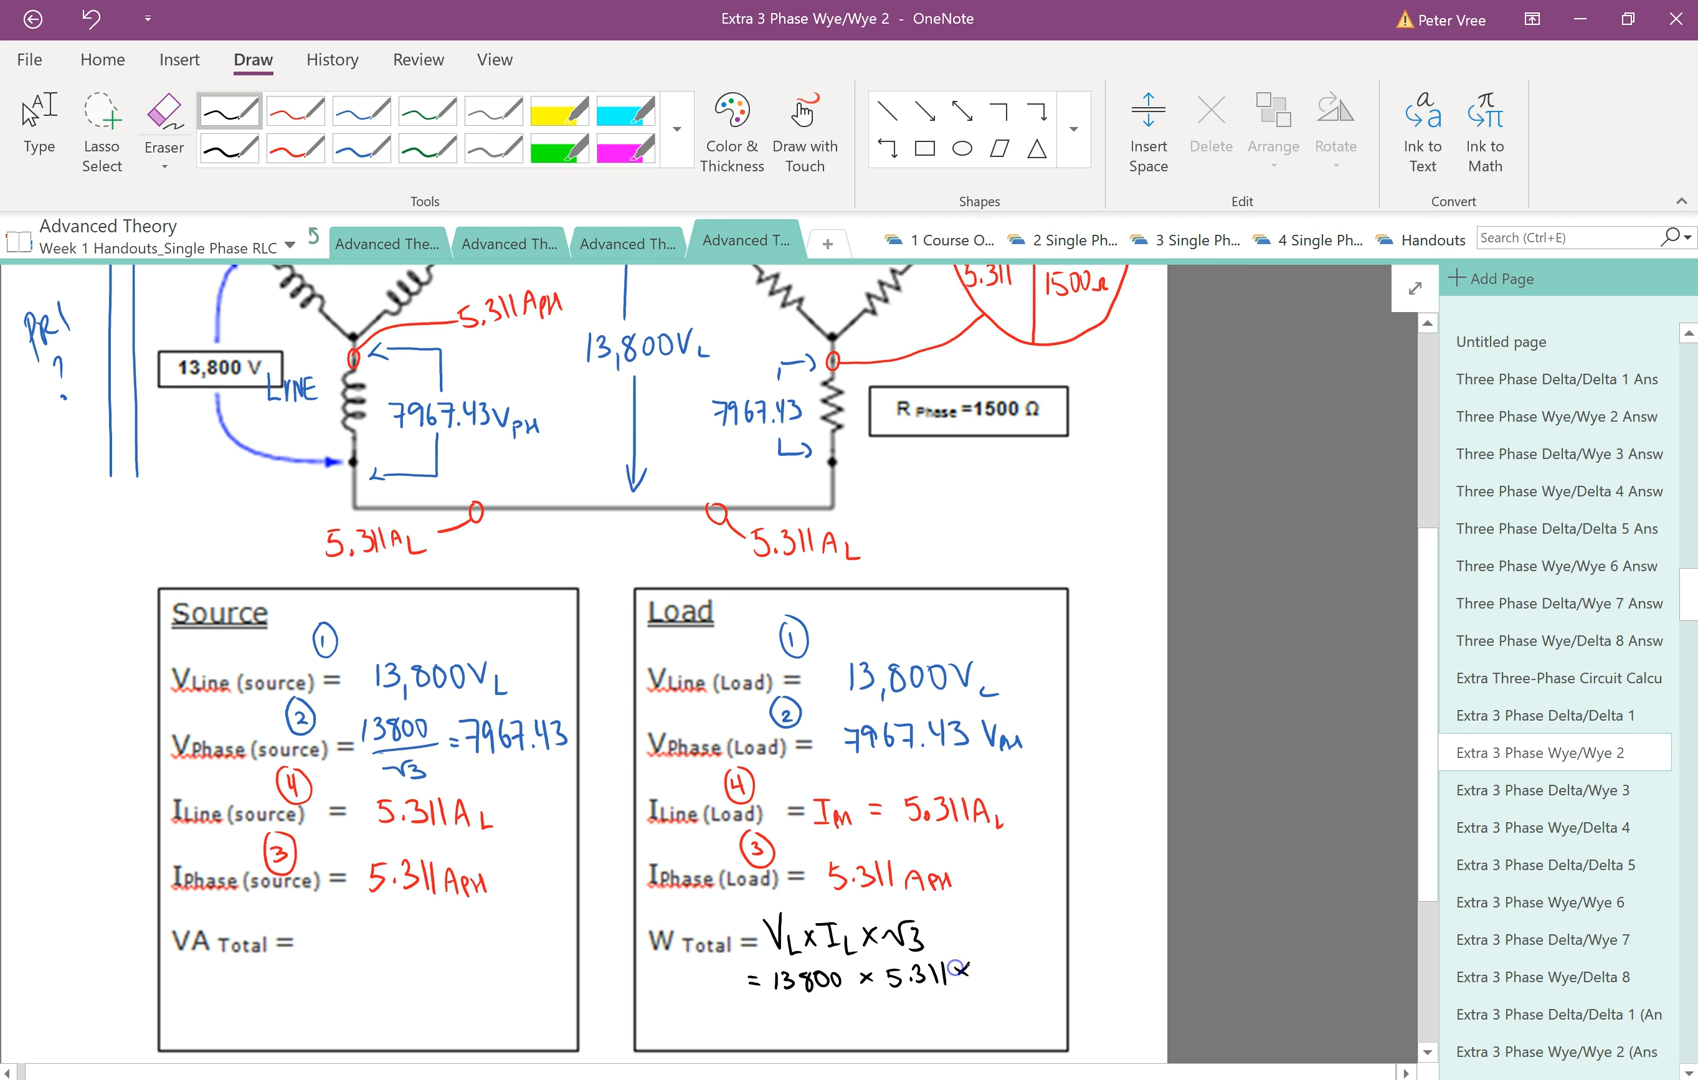 Extra 3 Phase Wye/Wye 2 - OneNote
Peter Vree
File Home Insert Draw History Review View
Type
Lasso Select
Eraser
Color & Thickness
Draw with Touch
Insert Space
Delete
Arrange
Rotate
Ink to Text
Ink to Math
Tools
Shapes
Edit
Convert
Advanced Theory
Week 1 Handouts_Single Phase RLC
Advanced The...
Advanced Th...
Advanced Th...
Advanced T...
1 Course O...
2 Single Ph...
3 Single Ph...
4 Single Ph...
Handouts
Search (Ctrl+E)
PRI
?
13,800 V
LINE
5.311 APH
7967.43 VPH
13,800 VL
7967.43
5.311
1500Ω
R Phase =1500 Ω
5.311 AL
5.311 AL
Source
①
VLine (source) = 13,800 VL
②
VPhase (source) = 13800/√3 = 7967.43
④
ILine (source) = 5.311 AL
③
IPhase (source) = 5.311 APH
VA Total =
Load
①
VLine (Load) = 13,800 VL
②
VPhase (Load) = 7967.43 VPH
④
ILine (Load) = IPH = 5.311 AL
③
IPhase (Load) = 5.311 APH
W Total = VL x IL x √3
= 13800 x 5.311 x
Add Page
Untitled page
Three Phase Delta/Delta 1 Ans
Three Phase Wye/Wye 2 Answ
Three Phase Delta/Wye 3 Answ
Three Phase Wye/Delta 4 Answ
Three Phase Delta/Delta 5 Ans
Three Phase Wye/Wye 6 Answ
Three Phase Delta/Wye 7 Answ
Three Phase Wye/Delta 8 Answ
Extra Three-Phase Circuit Calcu
Extra 3 Phase Delta/Delta 1
Extra 3 Phase Wye/Wye 2
Extra 3 Phase Delta/Wye 3
Extra 3 Phase Wye/Delta 4
Extra 3 Phase Delta/Delta 5
Extra 3 Phase Wye/Wye 6
Extra 3 Phase Delta/Wye 7
Extra 3 Phase Wye/Delta 8
Extra 3 Phase Delta/Delta 1 (An
Extra 3 Phase Wye/Wye 2 (Ans